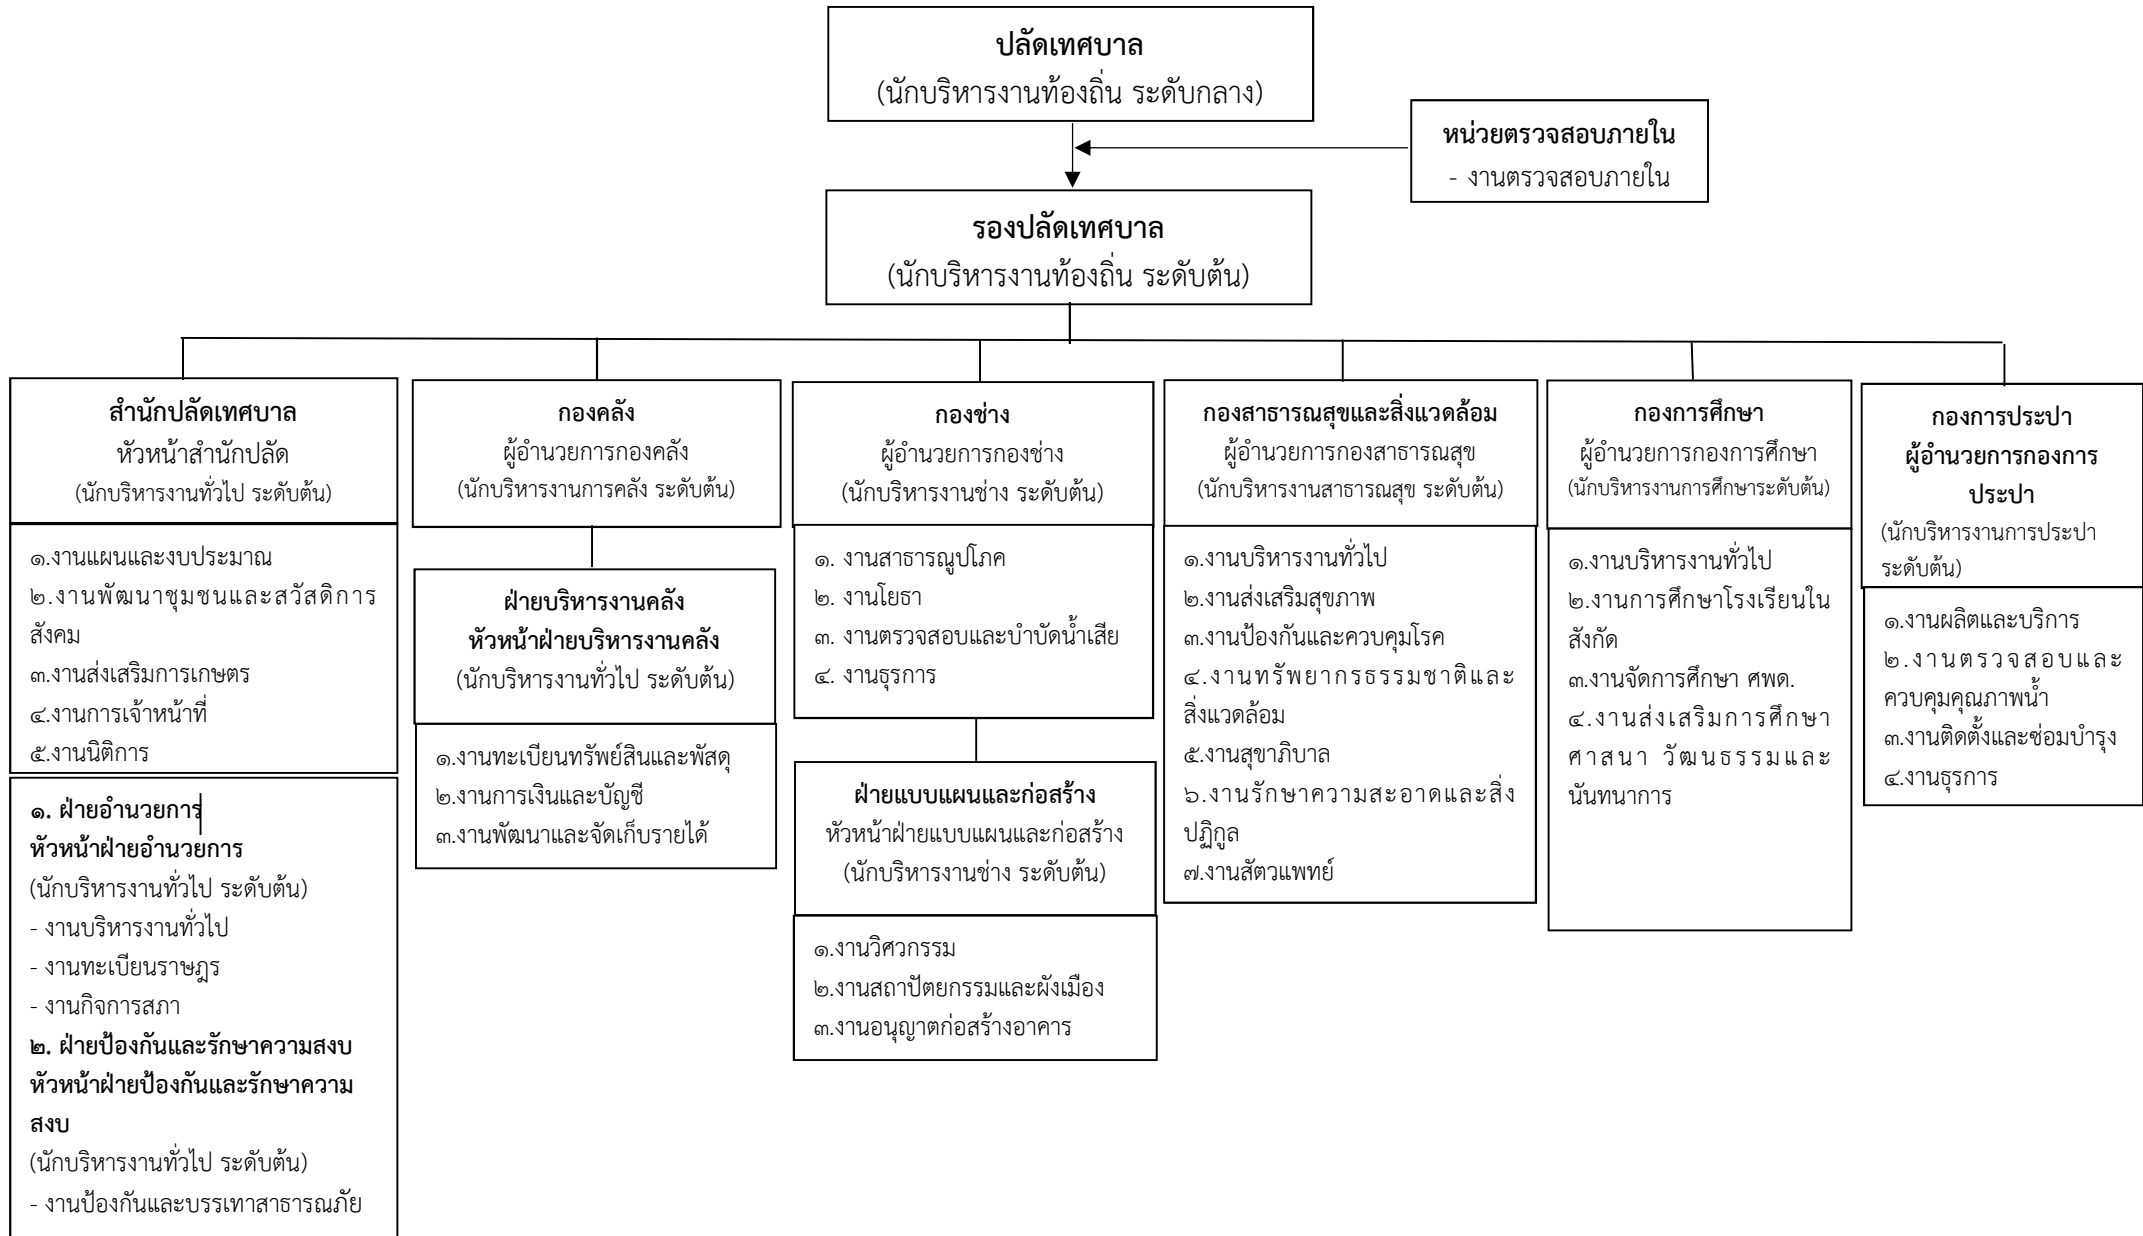 ปลัดเทศบาล
(นักบริหารงานท้องถิ่น ระดับกลาง)
หน่วยตรวจสอบภายใน
- งานตรวจสอบภายใน
รองปลัดเทศบาล
(นักบริหารงานท้องถิ่น ระดับต้น)
สำนักปลัดเทศบาล
หัวหน้าสำนักปลัด
(นักบริหารงานทั่วไป ระดับต้น)
๑.งานแผนและงบประมาณ
๒.งานพัฒนาชุมชนและสวัสดิการ
สังคม
๓.งานส่งเสริมการเกษตร
๔.งานการเจ้าหน้าที่
๕.งานนิติการ
๑. ฝ่ายอำนวยการ
หัวหน้าฝ่ายอำนวยการ
(นักบริหารงานทั่วไป ระดับต้น)
- งานบริหารงานทั่วไป
- งานทะเบียนราษฎร
- งานกิจการสภา
๒. ฝ่ายป้องกันและรักษาความสงบ
หัวหน้าฝ่ายป้องกันและรักษาความ
สงบ
(นักบริหารงานทั่วไป ระดับต้น)
- งานป้องกันและบรรเทาสาธารณภัย
กองคลัง
ผู้อำนวยการกองคลัง
(นักบริหารงานการคลัง ระดับต้น)
ฝ่ายบริหารงานคลัง
หัวหน้าฝ่ายบริหารงานคลัง
(นักบริหารงานทั่วไป ระดับต้น)
๑.งานทะเบียนทรัพย์สินและพัสดุ
๒.งานการเงินและบัญชี
๓.งานพัฒนาและจัดเก็บรายได้
กองช่าง
ผู้อำนวยการกองช่าง
(นักบริหารงานช่าง ระดับต้น)
๑. งานสาธารณูปโภค
๒. งานโยธา
๓. งานตรวจสอบและบำบัดน้ำเสีย
๔. งานธุรการ
ฝ่ายแบบแผนและก่อสร้าง
หัวหน้าฝ่ายแบบแผนและก่อสร้าง
(นักบริหารงานช่าง ระดับต้น)
๑.งานวิศวกรรม
๒.งานสถาปัตยกรรมและผังเมือง
๓.งานอนุญาตก่อสร้างอาคาร
กองสาธารณสุขและสิ่งแวดล้อม
ผู้อำนวยการกองสาธารณสุข
(นักบริหารงานสาธารณสุข ระดับต้น)
๑.งานบริหารงานทั่วไป
๒.งานส่งเสริมสุขภาพ
๓.งานป้องกันและควบคุมโรค
๔.งานทรัพยากรธรรมชาติและ
สิ่งแวดล้อม
๕.งานสุขาภิบาล
๖.งานรักษาความสะอาดและสิ่ง
ปฏิกูล
๗.งานสัตวแพทย์
กองการศึกษา
ผู้อำนวยการกองการศึกษา
(นักบริหารงานการศึกษาระดับต้น)
๑.งานบริหารงานทั่วไป
๒.งานการศึกษาโรงเรียนใน
สังกัด
๓.งานจัดการศึกษา ศพด.
๔.งานส่งเสริมการศึกษา
ศาสนา วัฒนธรรมและ
นันทนาการ
กองการประปา
ผู้อำนวยการกองการ
ประปา
(นักบริหารงานการประปา
ระดับต้น)
๑.งานผลิตและบริการ
๒.งานตรวจสอบและ
ควบคุมคุณภาพน้ำ
๓.งานติดตั้งและซ่อมบำรุง
๔.งานธุรการ